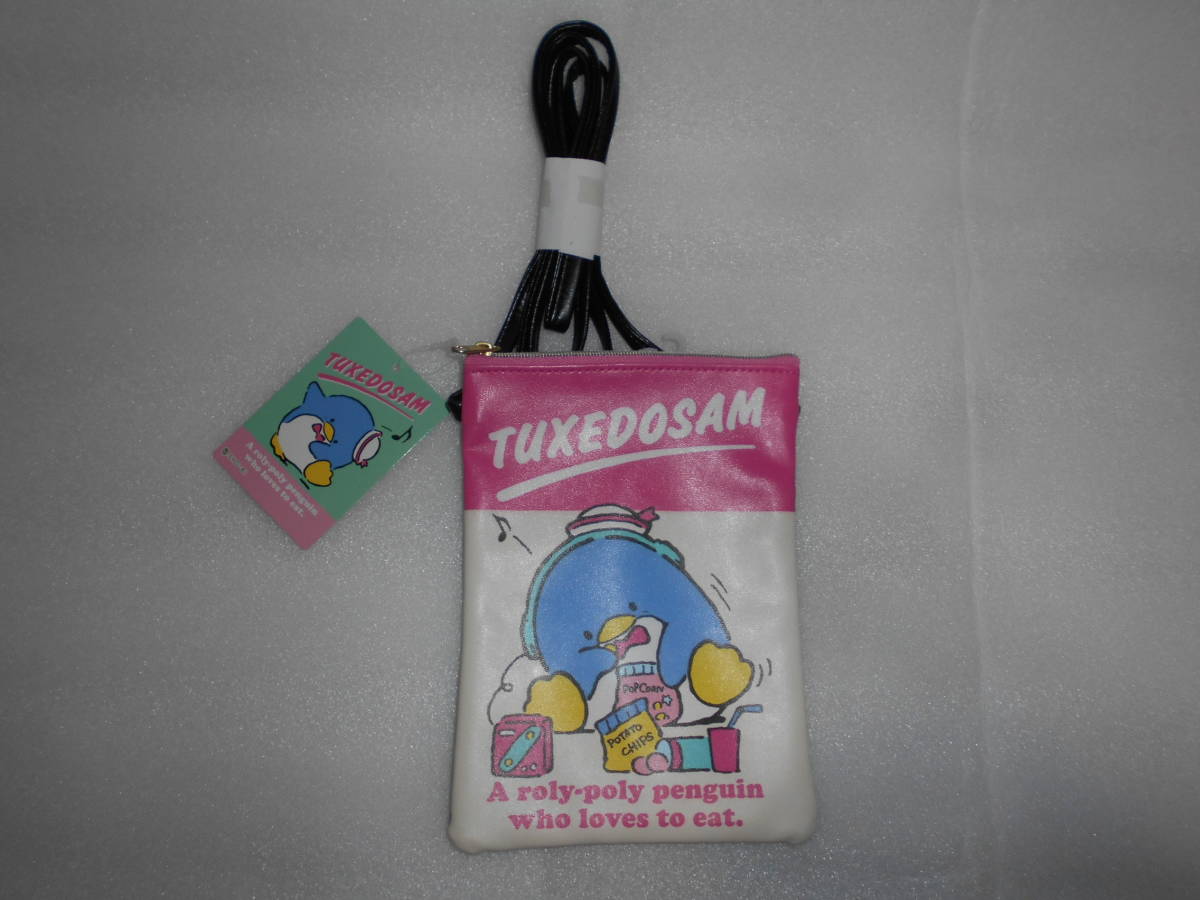 TUXEDOSAM
A roly-poly penguin
who loves to eat.
TUXEDOSAM
POPCORN
POTATO
CHIPS
A roly-poly penguin
who loves to eat.